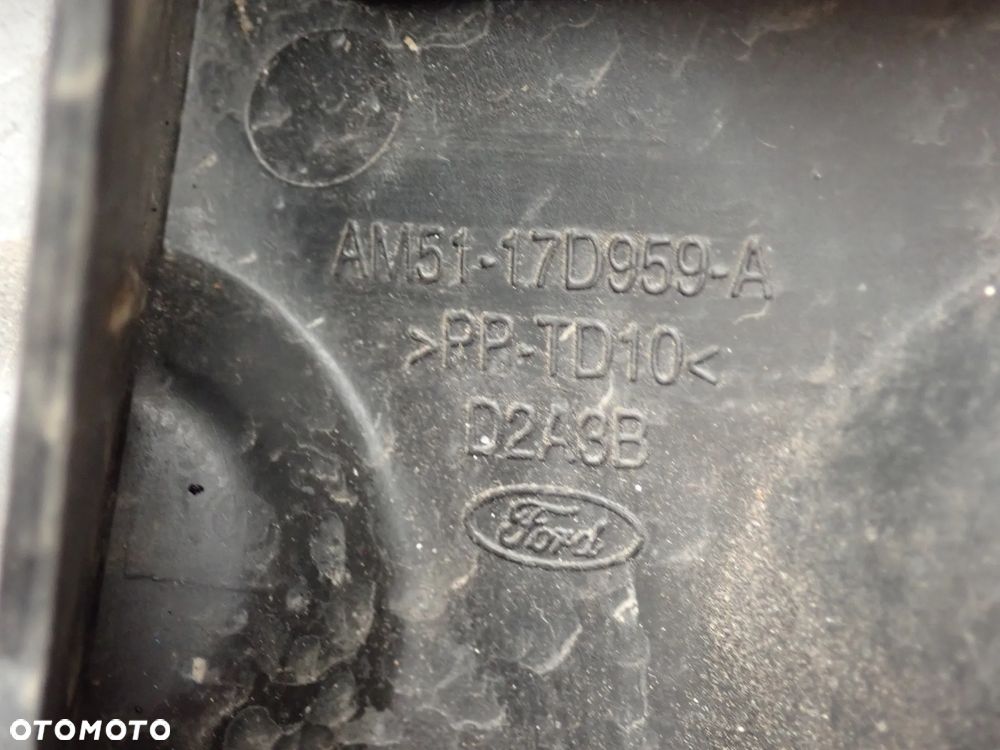 AM51-17D959-A
>PP-TD10<
D2A3B
Ford
OTOMOTO